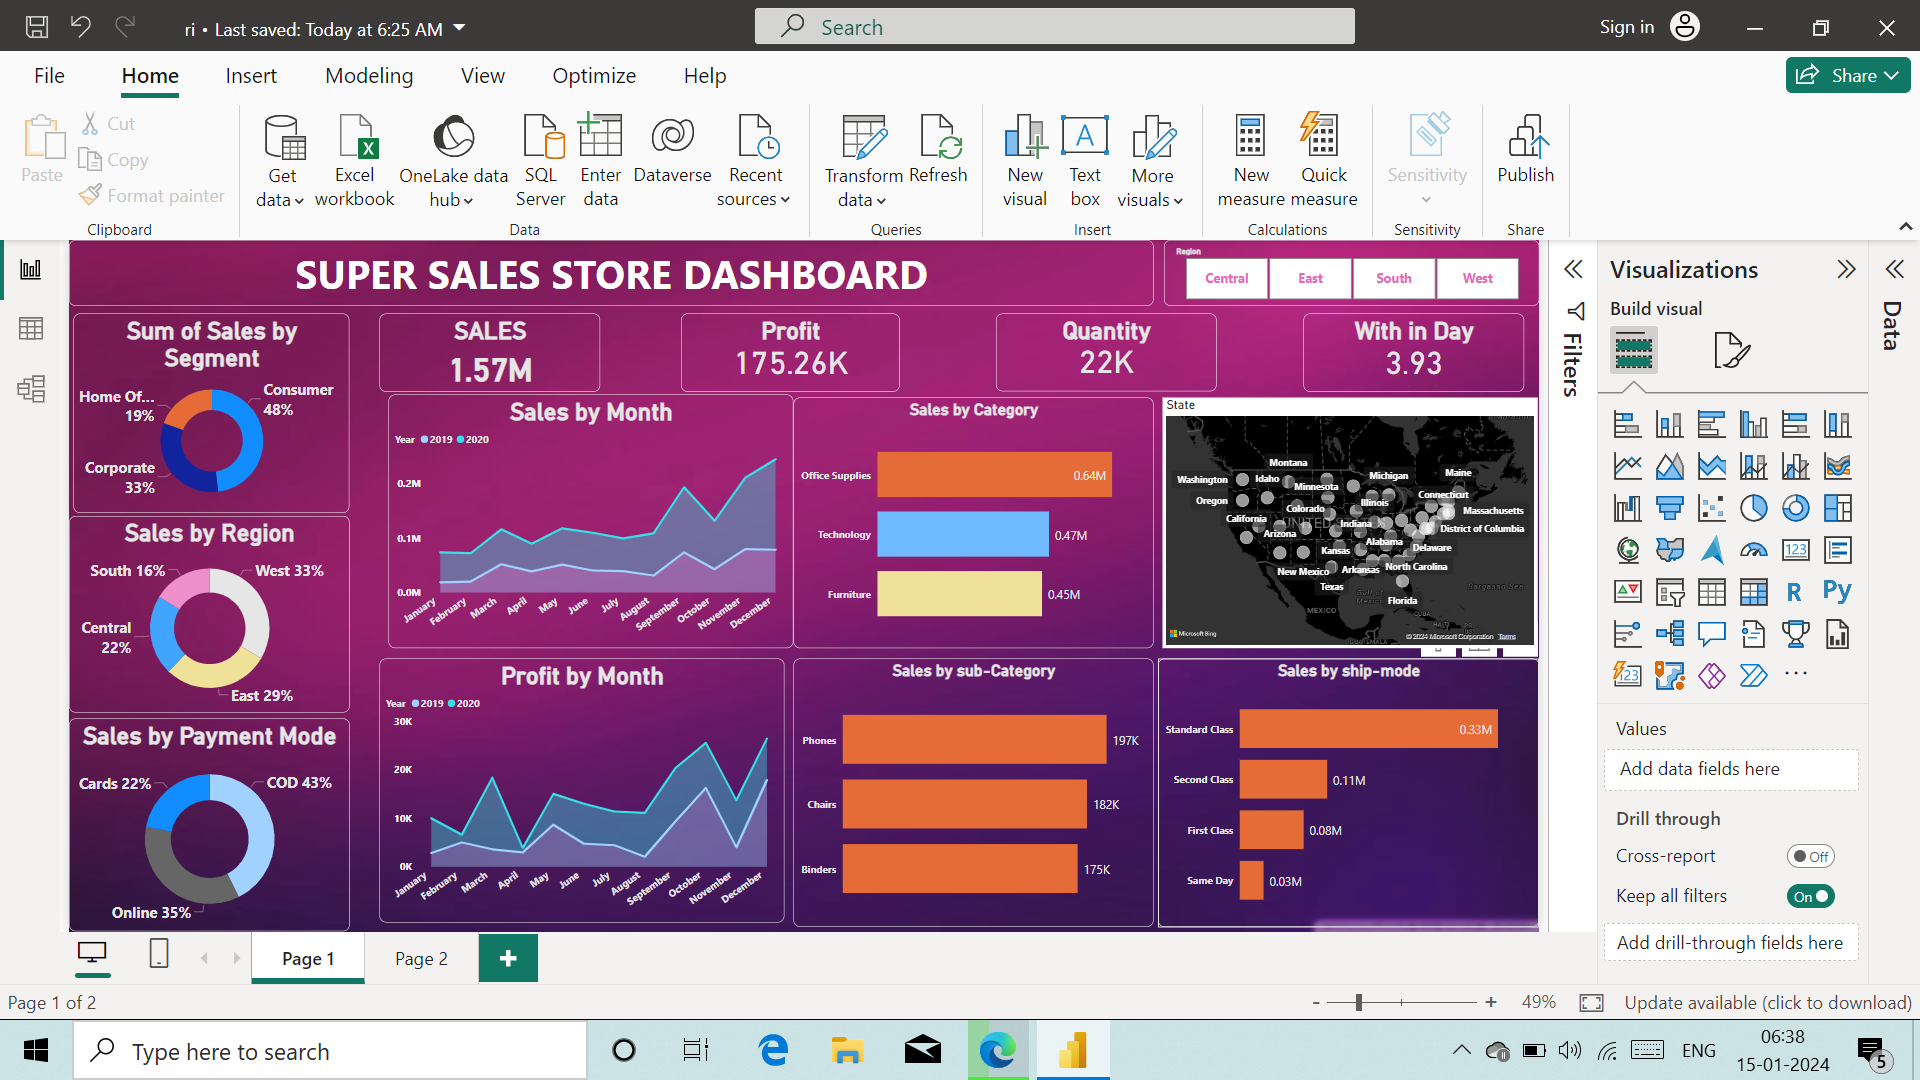 ri • Last saved: Today at 6:25 AM
Search
Sign in
File
Home
Insert
Modeling
View
Optimize
Help
Share
Paste
Cut
Copy
Format painter
Clipboard
Get data
Excel workbook
OneLake data hub
SQL Server
Enter data
Dataverse
Recent sources
Data
Transform data
Refresh
Queries
New visual
A
Text box
More visuals
Insert
New measure
Quick measure
Calculations
Sensitivity
Sensitivity
Publish
Share
SUPER SALES STORE DASHBOARD
Region
Central
East
South
West
Sum of Sales by
Segment
Home Of...
19%
Consumer
48%
Corporate
33%
SALES
1.57M
Profit
175.26K
Quantity
22K
With in Day
3.93
Sales by Month
Year 2019 2020
0.2M
0.1M
0.0M
January
February
March
April
May
June
July
August
September
October
November
December
Sales by Category
Office Supplies
0.64M
Technology
0.47M
Furniture
0.45M
State
Montana
Washington
Idaho
Minnesota
Michigan
Maine
Oregon
Illinois
Connecticut
Colorado
Massachusetts
California
UNITED
Indiana
District of Columbia
Arizona
Alabama
Kansas
Delaware
New Mexico
Arkansas
North Carolina
Texas
Florida
MEXICO
CUBA
Microsoft Bing
© 2024 Microsoft Corporation
Terms
Sales by Region
South 16%
West 33%
Central
22%
East 29%
Sales by Payment Mode
Cards 22%
COD 43%
Online 35%
Profit by Month
Year 2019 2020
30K
20K
10K
0K
January
February
March
April
May
June
July
August
September
October
November
December
Sales by sub-Category
Phones
197K
Chairs
182K
Binders
175K
Sales by ship-mode
Standard Class
0.33M
Second Class
0.11M
First Class
0.08M
Same Day
0.03M
Filters
Visualizations
Build visual
123
R
Py
123
...
Values
Add data fields here
Drill through
Cross-report
Off
Keep all filters
On
Add drill-through fields here
Data
Page 1
Page 2
+
Page 1 of 2
- + 49%
Update available (click to download)
Type here to search
ENG
06:38
15-01-2024
5